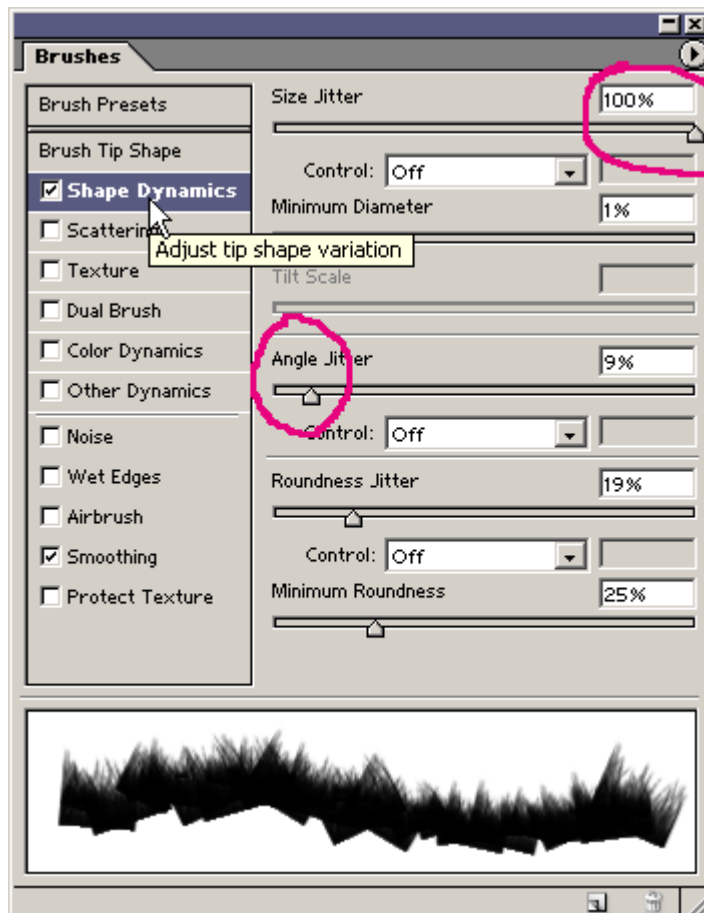 Brushes
Brush Presets
Brush Tip Shape
Shape Dynamics
Scattering
Texture
Dual Brush
Color Dynamics
Other Dynamics
Noise
Wet Edges
Airbrush
Smoothing
Protect Texture
Adjust tip shape variation
Size Jitter 100%
Control: Off
Minimum Diameter 1%
Tilt Scale
Angle Jitter 9%
Control: Off
Roundness Jitter 19%
Control: Off
Minimum Roundness 25%